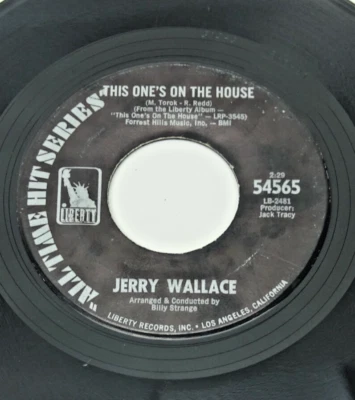 THIS ONE'S ON THE HOUSE
(M. Torok - R. Redd)
(From the Liberty Album -
"This One's On The House" - LRP-3545)
Forrest Hills Music, Inc. - BMI
"ALL TIME HIT SERIES"
LIBERTY
2:29
54565
LB-2481
Producer:
Jack Tracy
JERRY WALLACE
Arranged & Conducted by
Billy Strange
LIBERTY RECORDS, INC. • LOS ANGELES, CALIFORNIA